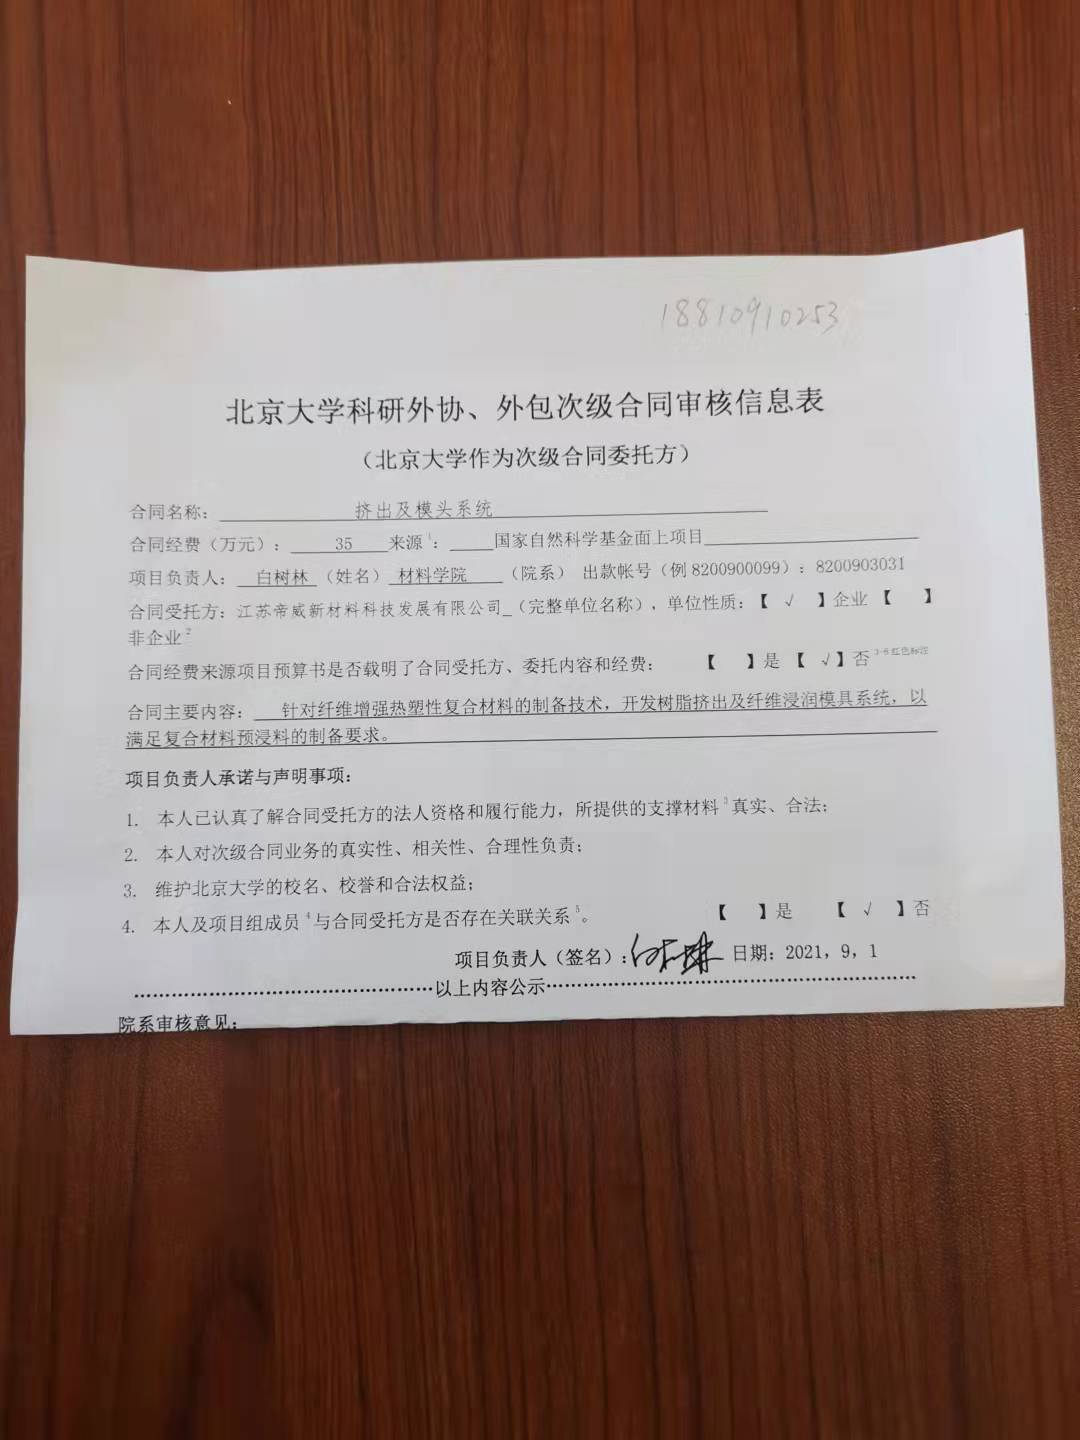 18810910253
北京大学科研外协、外包次级合同审核信息表
（北京大学作为次级合同委托方）
合同名称： 挤出及模头系统
合同经费（万元）： 35 来源1： 国家自然科学基金面上项目
项目负责人： 白树林 （姓名） 材料学院 （院系） 出款帐号（例 8200900099）：8200903031
合同受托方：江苏帝威新材料科技发展有限公司_（完整单位名称），单位性质：【 √ 】企业 【 】
非企业2
合同经费来源项目预算书是否载明了合同受托方、委托内容和经费： 【 】是 【 √】否
合同主要内容： 针对纤维增强热塑性复合材料的制备技术，开发树脂挤出及纤维浸润模具系统，以
满足复合材料预浸料的制备要求。
项目负责人承诺与声明事项：
1. 本人已认真了解合同受托方的法人资格和履行能力，所提供的支撑材料3真实、合法；
2. 本人对次级合同业务的真实性、相关性、合理性负责；
3. 维护北京大学的校名、校誉和合法权益；
4. 本人及项目组成员4与合同受托方是否存在关联关系5。 【 】是 【 √ 】否
项目负责人（签名）： 日期：2021，9，1
……………………………………………以上内容公示……………………………………………
院系审核意见：